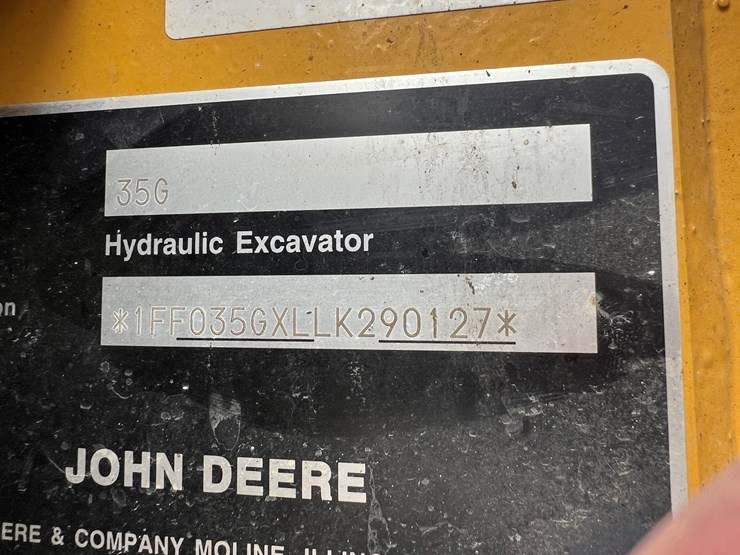 35G
Hydraulic Excavator
on
*1FF035GXLLK290127*
JOHN DEERE
ERE & COMPANY MOLINE